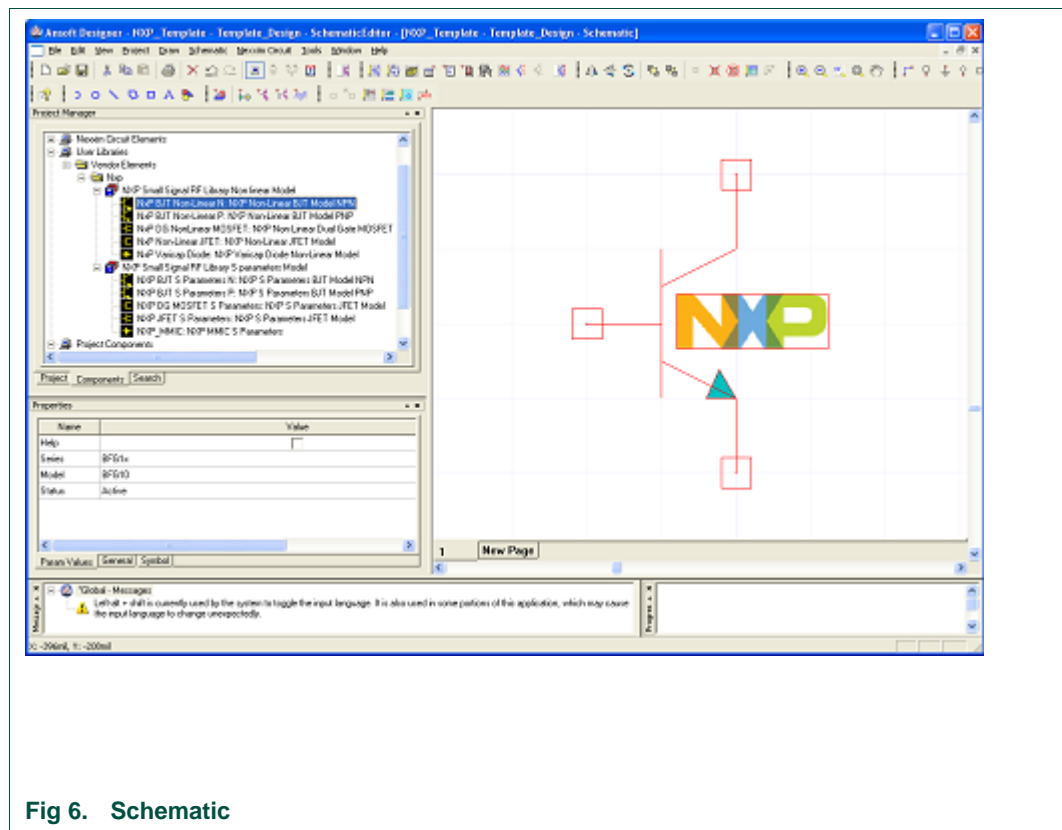 Ansoft Designer - NXP_Template - Template_Design - SchematicEditor - [NXP_Template - Template_Design - Schematic]
File Edit View Project Draw Schematic Nexxim Circuit Tools Window Help
Project Manager
Nexxim Circuit Elements
User Libraries
Vendor Elements
Nxp
NXP Small Signal RF Library Non linear Model
NxP BJT Non-Linear N: NXP Non-Linear BJT Model NPN
NxP BJT Non-Linear P: NXP Non-Linear BJT Model PNP
NxP DG Non-Linear MOSFET: NXP Non-Linear Dual Gate MOSFET
NxP Non-Linear JFET: NXP Non-Linear JFET Model
NxP Varicap Diode: NXP Varicap Diode Non-Linear Model
NXP Small Signal RF Library S parameters Model
NXP BJT S Parameters N: NXP S Parameters BJT Model NPN
NXP BJT S Parameters P: NXP S Parameters BJT Model PNP
NXP DG MOSFET S Parameters: NXP S Parameters JFET Model
NXP JFET S Parameters: NXP S Parameters JFET Model
NXP_MMIC: NXP MMIC S Parameters
Project Components
Project Components Search
NXP
Properties
Name Value
Help
Series BFG1x
Model BFG10
Status Active
Param Values General Symbol
1 New Page
*Global - Messages
Left alt + shift is currently used by the system to toggle the input language. It is also used in some portions of this application, which may cause
the input language to change unexpectedly.
X: -396mil, Y: -200mil
Fig 6. Schematic